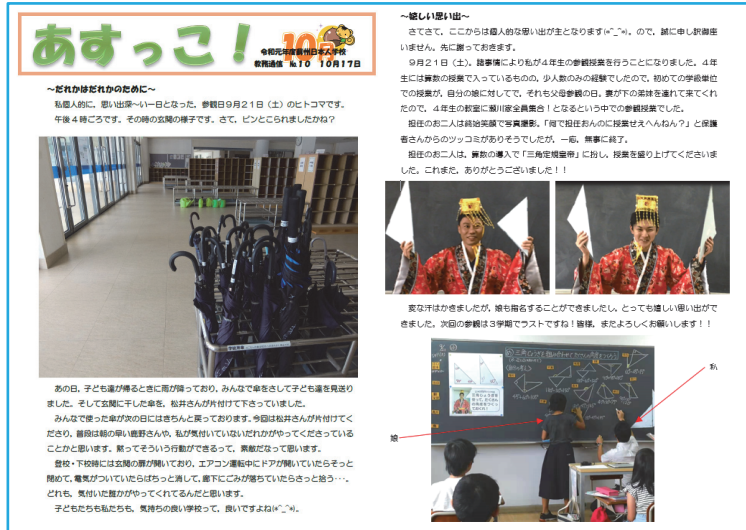 あすっこ！
10月
令和元年度蘇州日本人学校
教務通信　№10　10月17日
～だれかはだれかのために～
私個人的に、思い出深～い一日となった、参観日９月２１日（土）のヒトコマです。
午後４時ごろです。その時の玄関の様子です。さて、ピンとこられましたかね？
あの日、子ども達が帰るときに雨が降っており、みんなで傘をさして子ども達を見送り
ました。そして玄関に干した傘を、松井さんが片付けて下さっていました。
みんなで使った傘が次の日にはきちんと戻っております。今回は松井さんが片付けてく
ださり、普段は朝の早い鹿野さんや、私が気付いていないだれかがやってくださっている
ことかと思います。黙ってそういう行動ができるって、素敵だなって思います。
登校・下校時には玄関の扉が開いており、エアコン運転中にドアが開いていたらそっと
閉めて、電気がついていたらぱちっと消して、廊下にごみが落ちていたらさっと拾う・・・。
どれも、気付いた誰かがやってくれてるんだと思います。
子どもたちも私たちも、気持ちの良い学校って、良いですよね(*^_^*)。
～嬉しい思い出～
さてさて、ここからは個人的な思い出が主となります(*^_^*)。ので、誠に申し訳御座
いません。先に謝っておきます。
９月２１日（土）。諸事情により私が４年生の参観授業を行うことになりました。４年
生には算数の授業で入っているものの、少人数のみの経験でしたので、初めての学級単位
での授業が、自分の娘に対してで、それも父母参観の日。妻が下の弟妹を連れて来てくれ
たので、４年生の教室に瀬川家全員集合！となるという中での参観授業でした。
担任のお二人は終始笑顔で写真撮影。「何で担任おんのに授業せえへんねん？」と保護
者さんからのツッコミがありそうでしたが、一応、無事に終了。
担任のお二人は、算数の導入で「三角定規皇帝」に扮し、授業を盛り上げてくださいま
した。これまた、ありがとうございました！！
変な汗はかきましたが、娘も指名することができましたし、とっても嬉しい思い出がで
きました。次回の参観は３学期でラストですね！皆様、またよろしくお願いします！！
私
娘